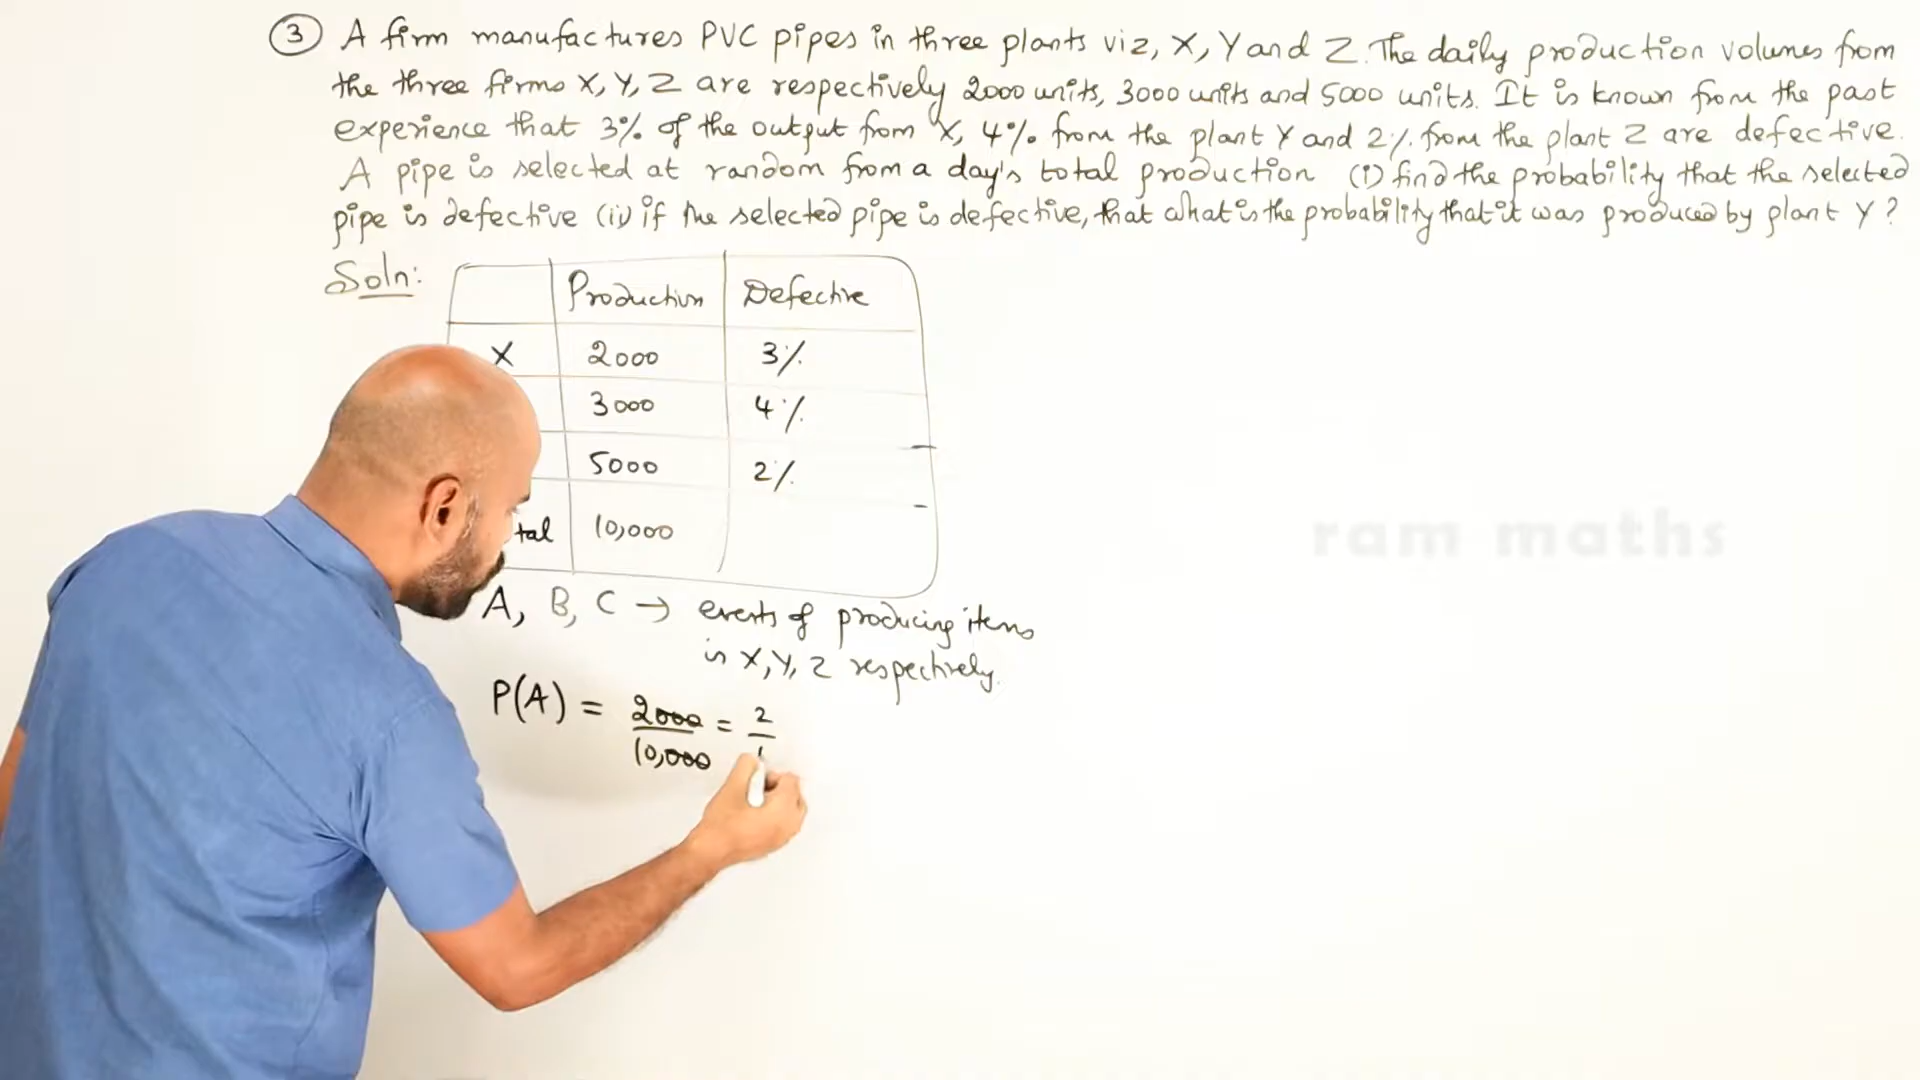 3 A firm manufactures PVC pipes in three plants viz, X, Y and Z. The daily production volumes from
the three firms X, Y, Z are respectively 2000 units, 3000 units and 5000 units. It is known from the past
experience that 3% of the output from X, 4% from the plant Y and 2% from the plant Z are defective.
A pipe is selected at random from a day's total production (i) find the probability that the selected
pipe is defective (ii) if the selected pipe is defective, that what is the probability that it was produced by plant Y?
Soln:
Production Defective
X 2000 3%
3000 4%
5000 2%
tal 10,000
ram maths
A, B, C → events of producing items
in X, Y, Z respectively.
P(A) = 2000/10,000 = 2/1